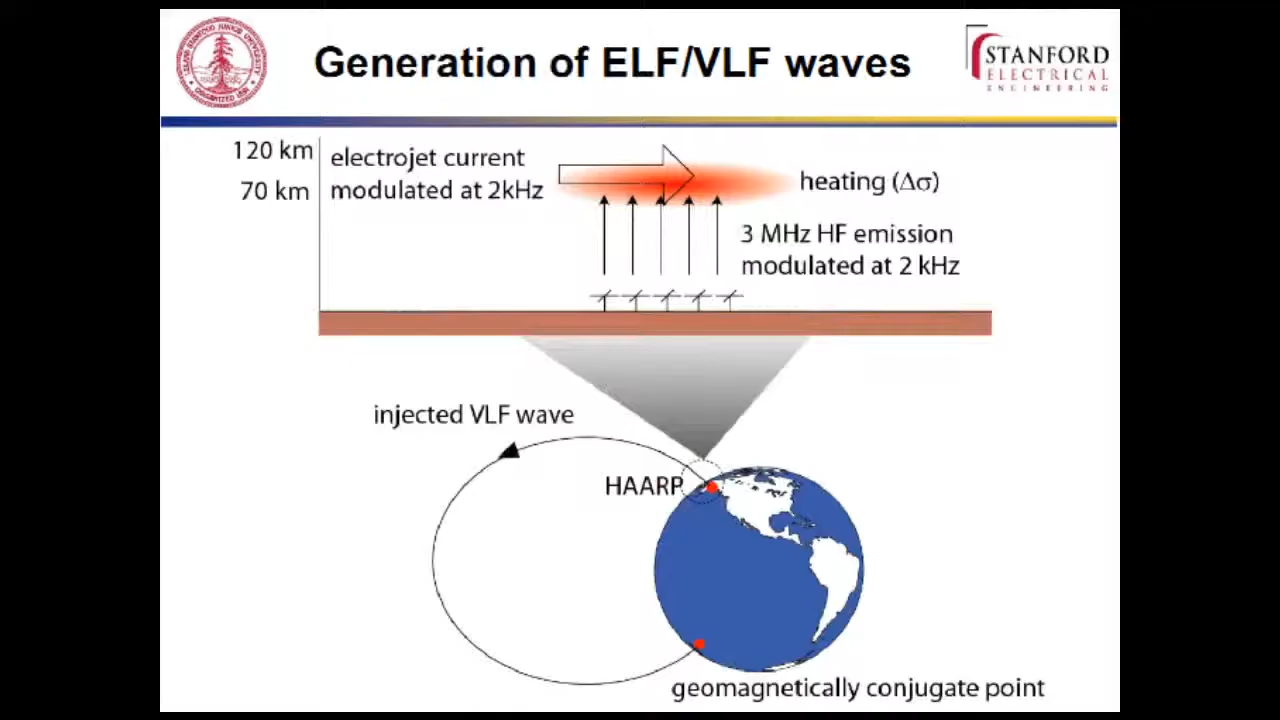 Generation of ELF/VLF waves
STANFORD
ELECTRICAL
ENGINEERING
120 km
electrojet current
70 km
modulated at 2kHz
heating (Δσ)
3 MHz HF emission
modulated at 2 kHz
injected VLF wave
HAARP
geomagnetically conjugate point